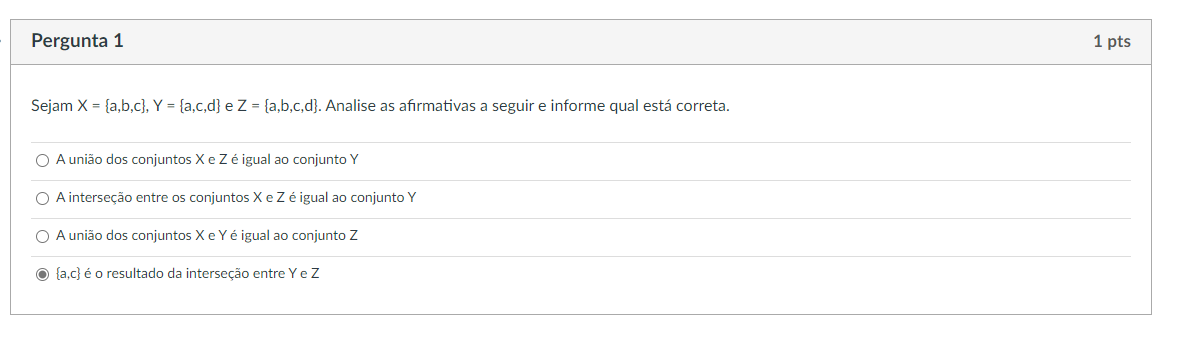 Pergunta 1
1 pts
Sejam X = {a,b,c}, Y = {a,c,d} e Z = {a,b,c,d}. Analise as afirmativas a seguir e informe qual está correta.
A união dos conjuntos X e Z é igual ao conjunto Y
A interseção entre os conjuntos X e Z é igual ao conjunto Y
A união dos conjuntos X e Y é igual ao conjunto Z
{a,c} é o resultado da interseção entre Y e Z